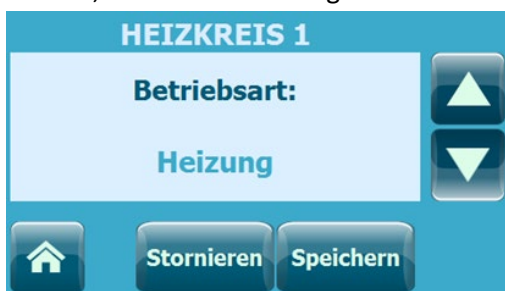 HEIZKREIS 1
Betriebsart:
Heizung
Stornieren Speichern